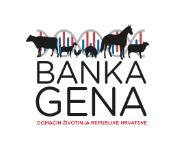 BANKA
GENA
DOMAĆIH ŽIVOTINJA REPUBLIKE HRVATSKE